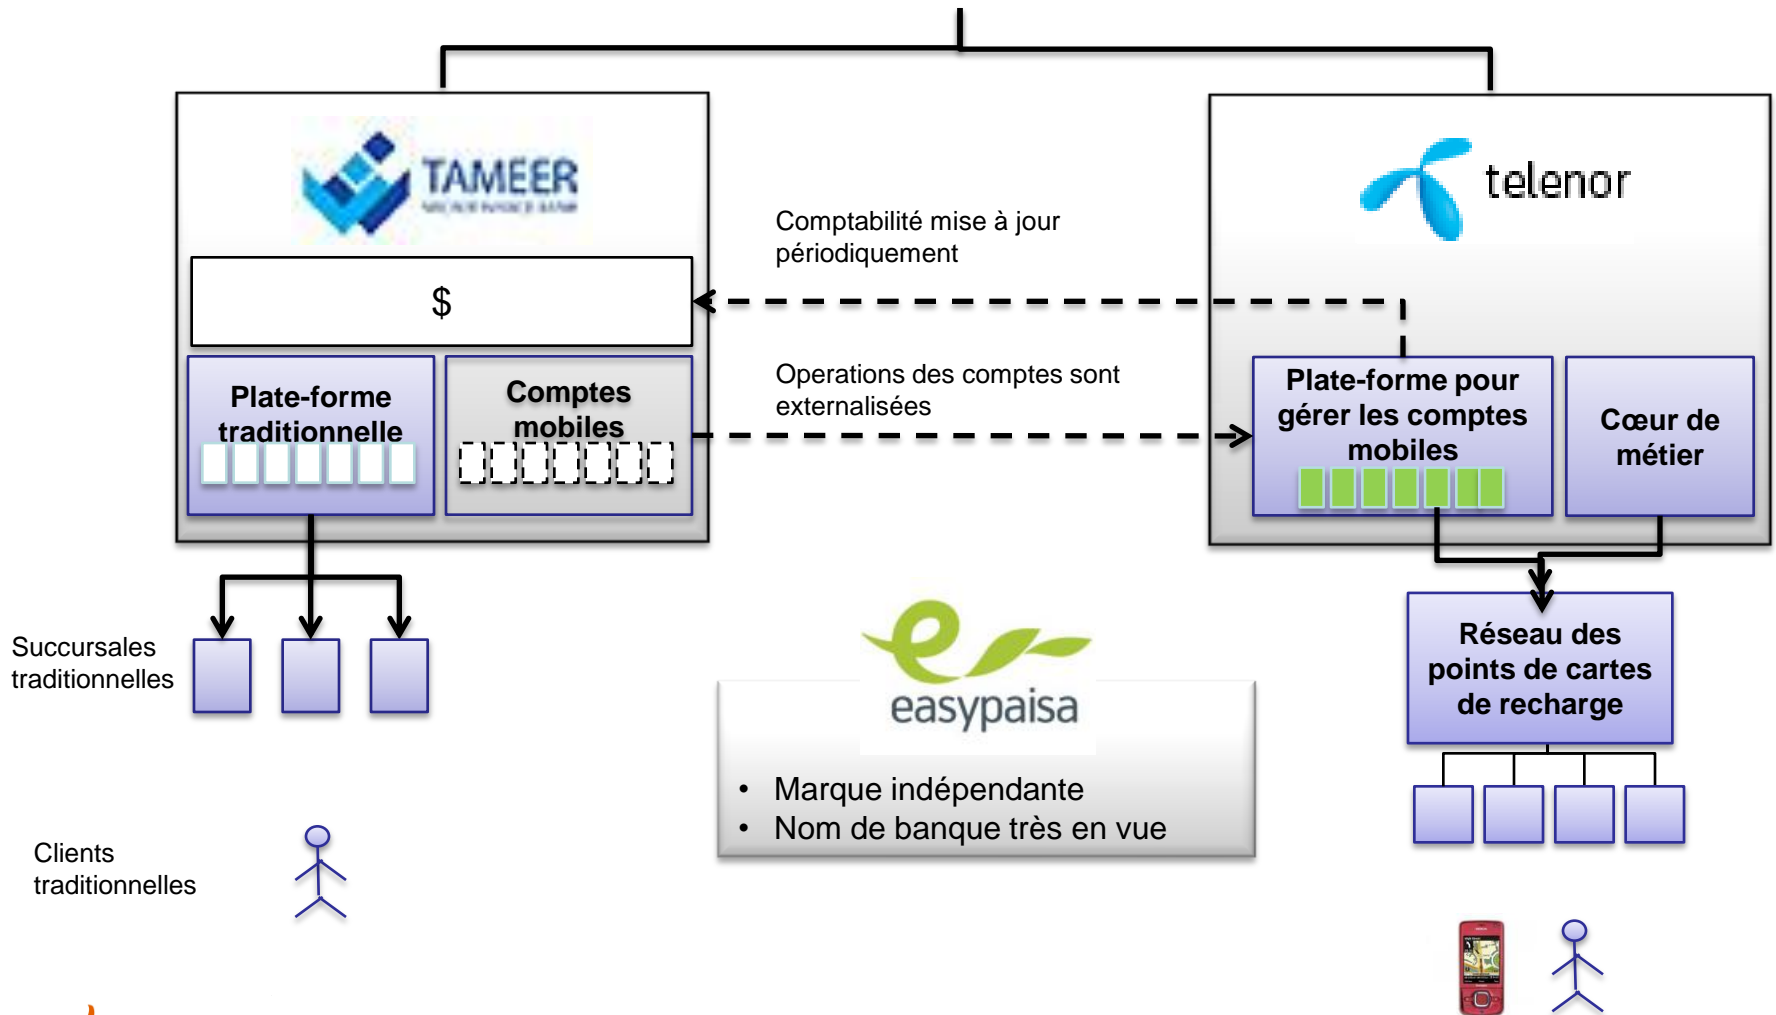 TAMEER
telenor
Comptabilité mise à jour
périodiquement
$
Operations des comptes sont
externalisées
Plate-forme
traditionnelle
Comptes
mobiles
Plate-forme pour
gérer les comptes
mobiles
Cœur de
métier
Succursales
traditionnelles
easypaisa
• Marque indépendante
• Nom de banque très en vue
Réseau des
points de cartes
de recharge
Clients
traditionnelles